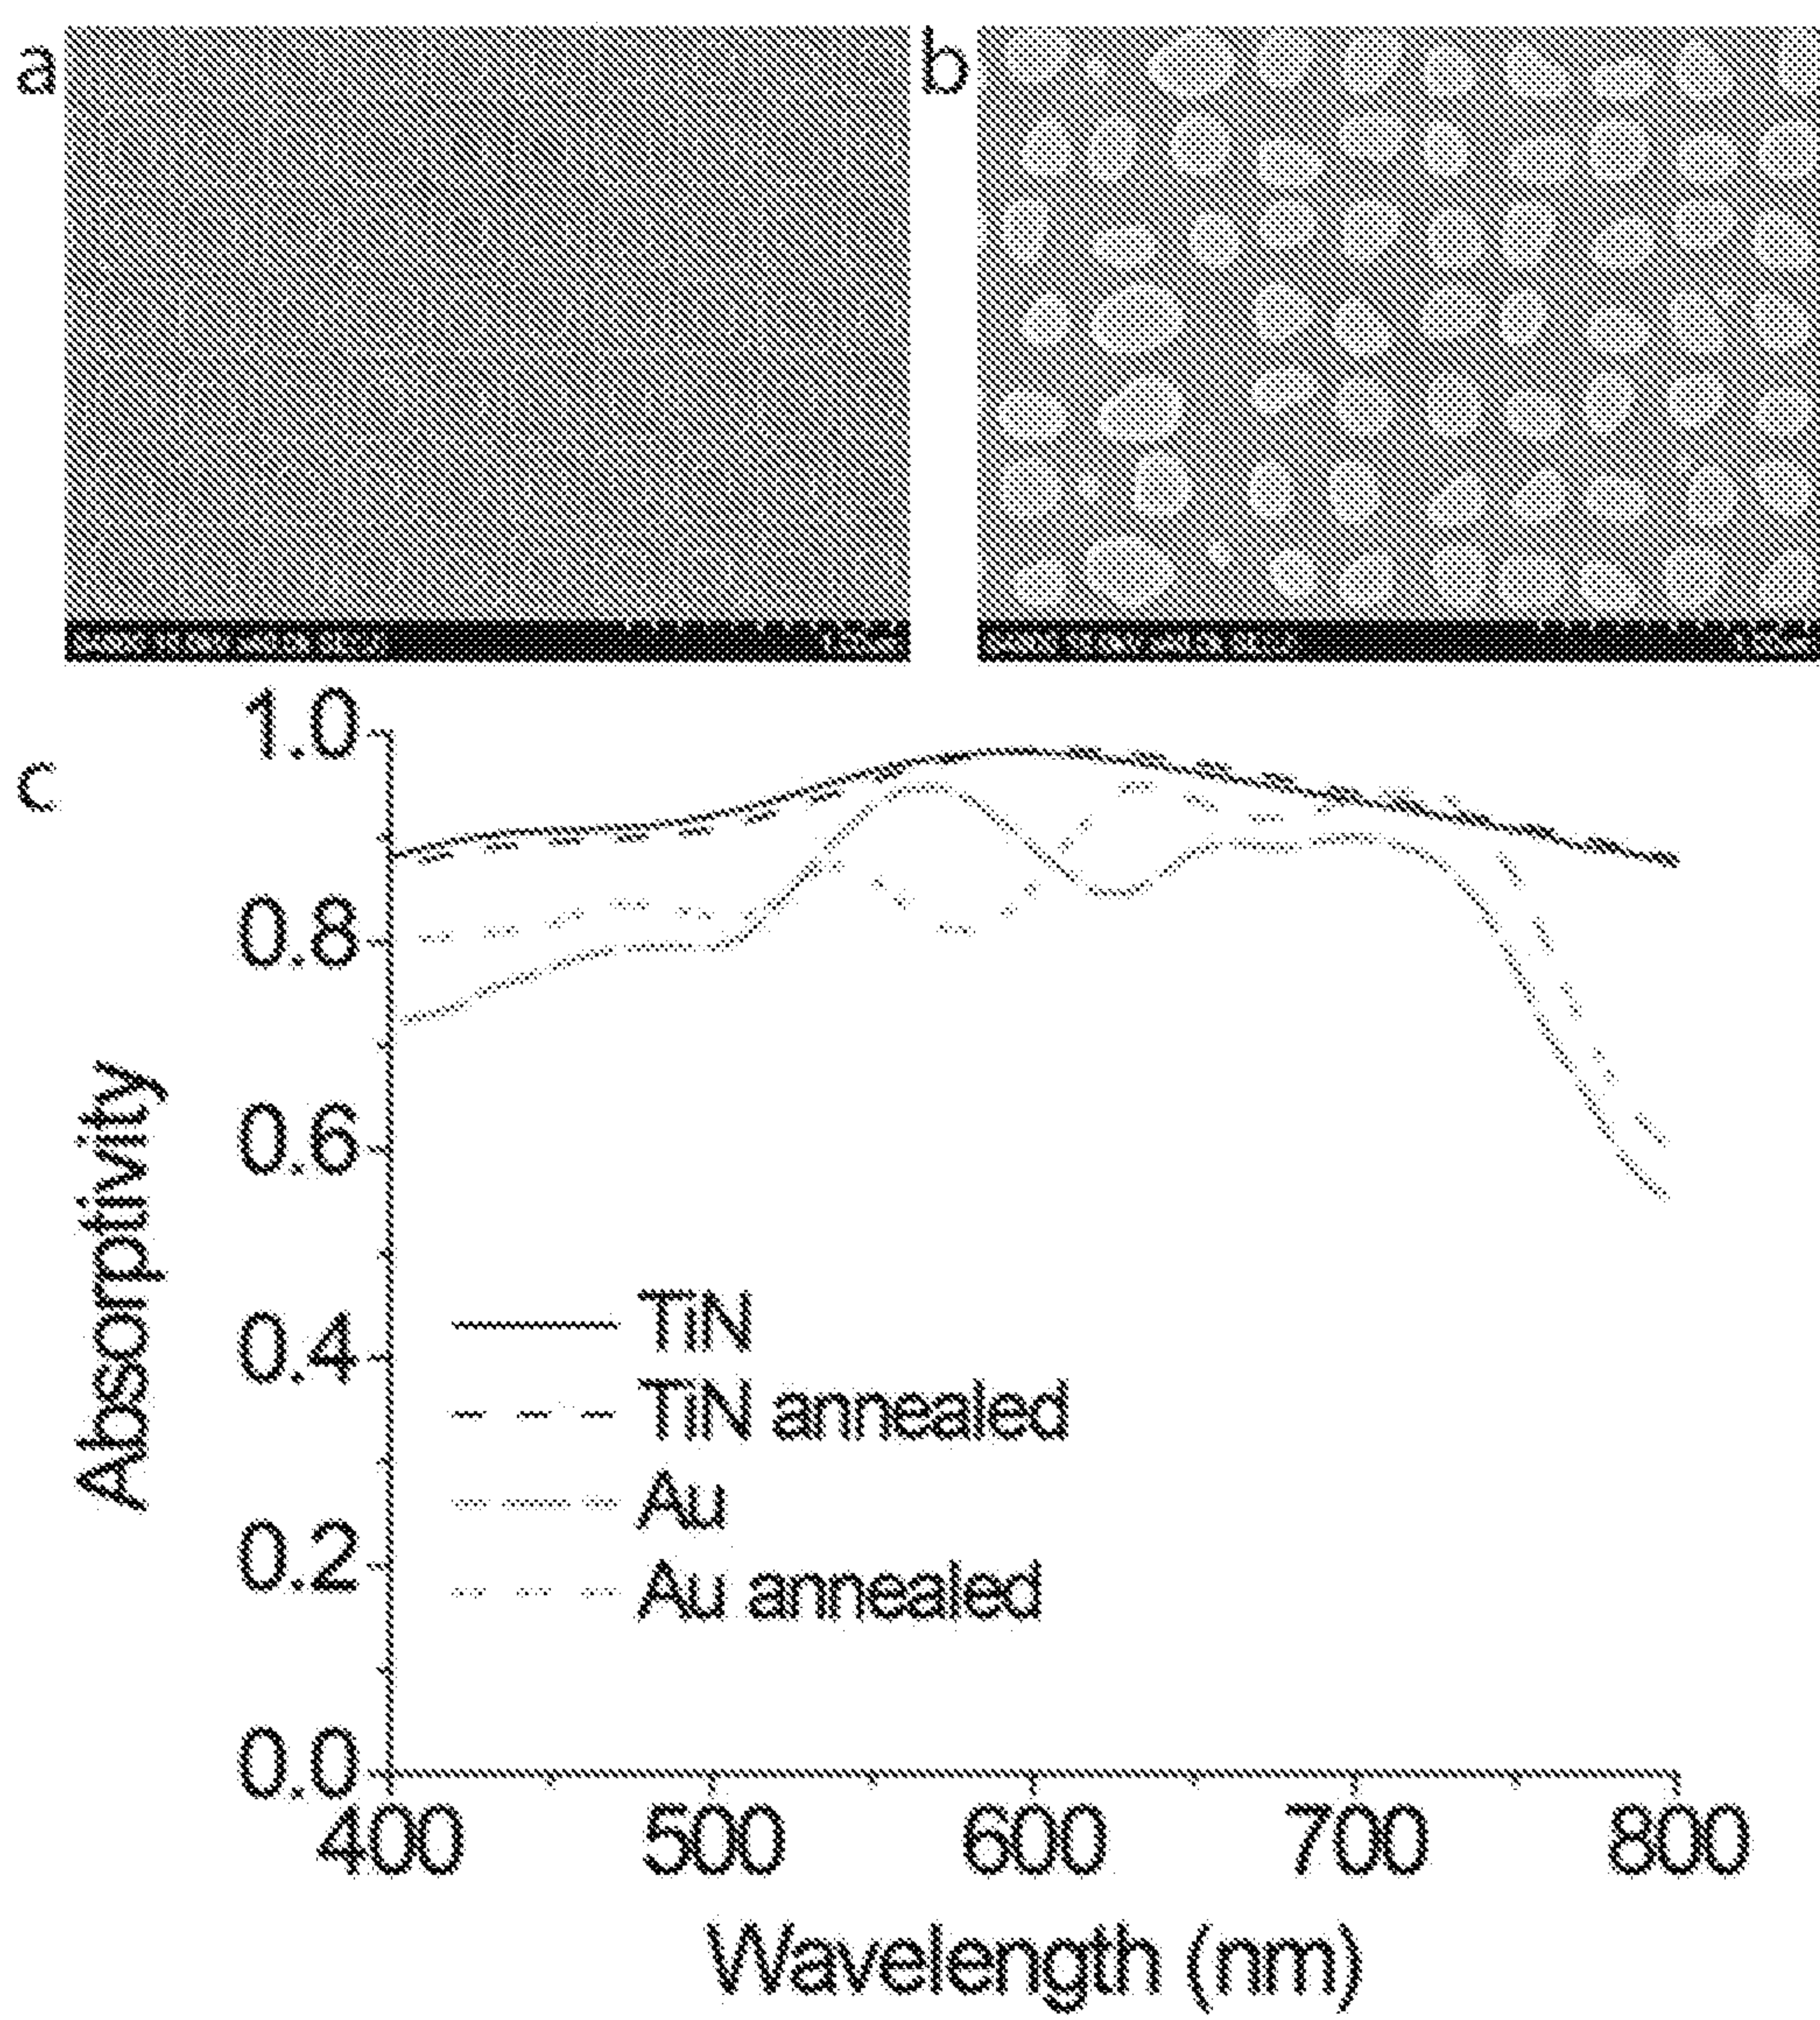 a
b
c
1.0
0.8
0.6
0.4
0.2
0.0
Absorptivity
TiN
TiN annealed
Au
Au annealed
400 500 600 700 800
Wavelength (nm)